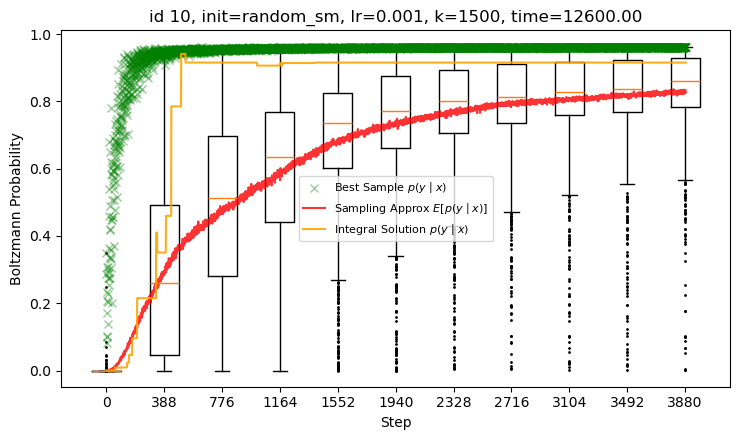 id 10, init=random_sm, lr=0.001, k=1500, time=12600.00
Boltzmann Probability
1.0
0.8
0.6
0.4
0.2
0.0
Best Sample p(y | x)
Sampling Approx E[p(y | x)]
Integral Solution p(y | x)
0 388 776 1164 1552 1940 2328 2716 3104 3492 3880
Step